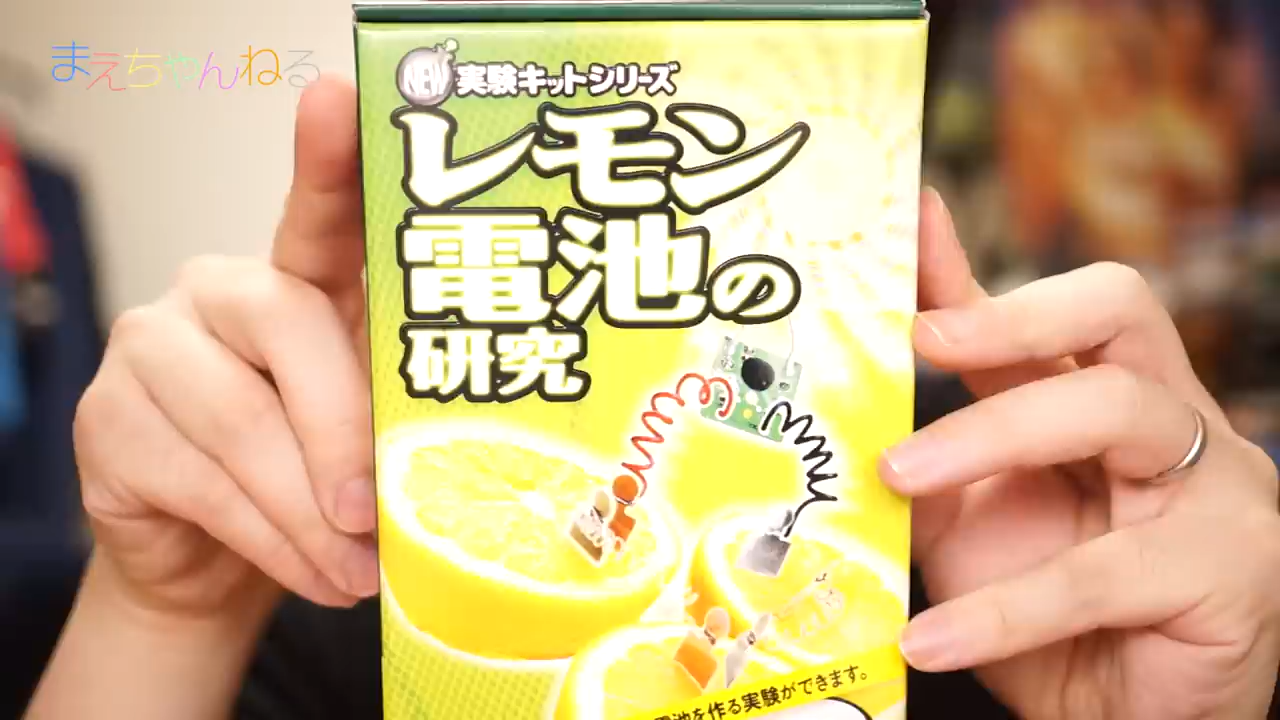 まえちゃんねる
NEW 実験キットシリーズ
レモン
電池の
研究
電池を作る実験ができます。